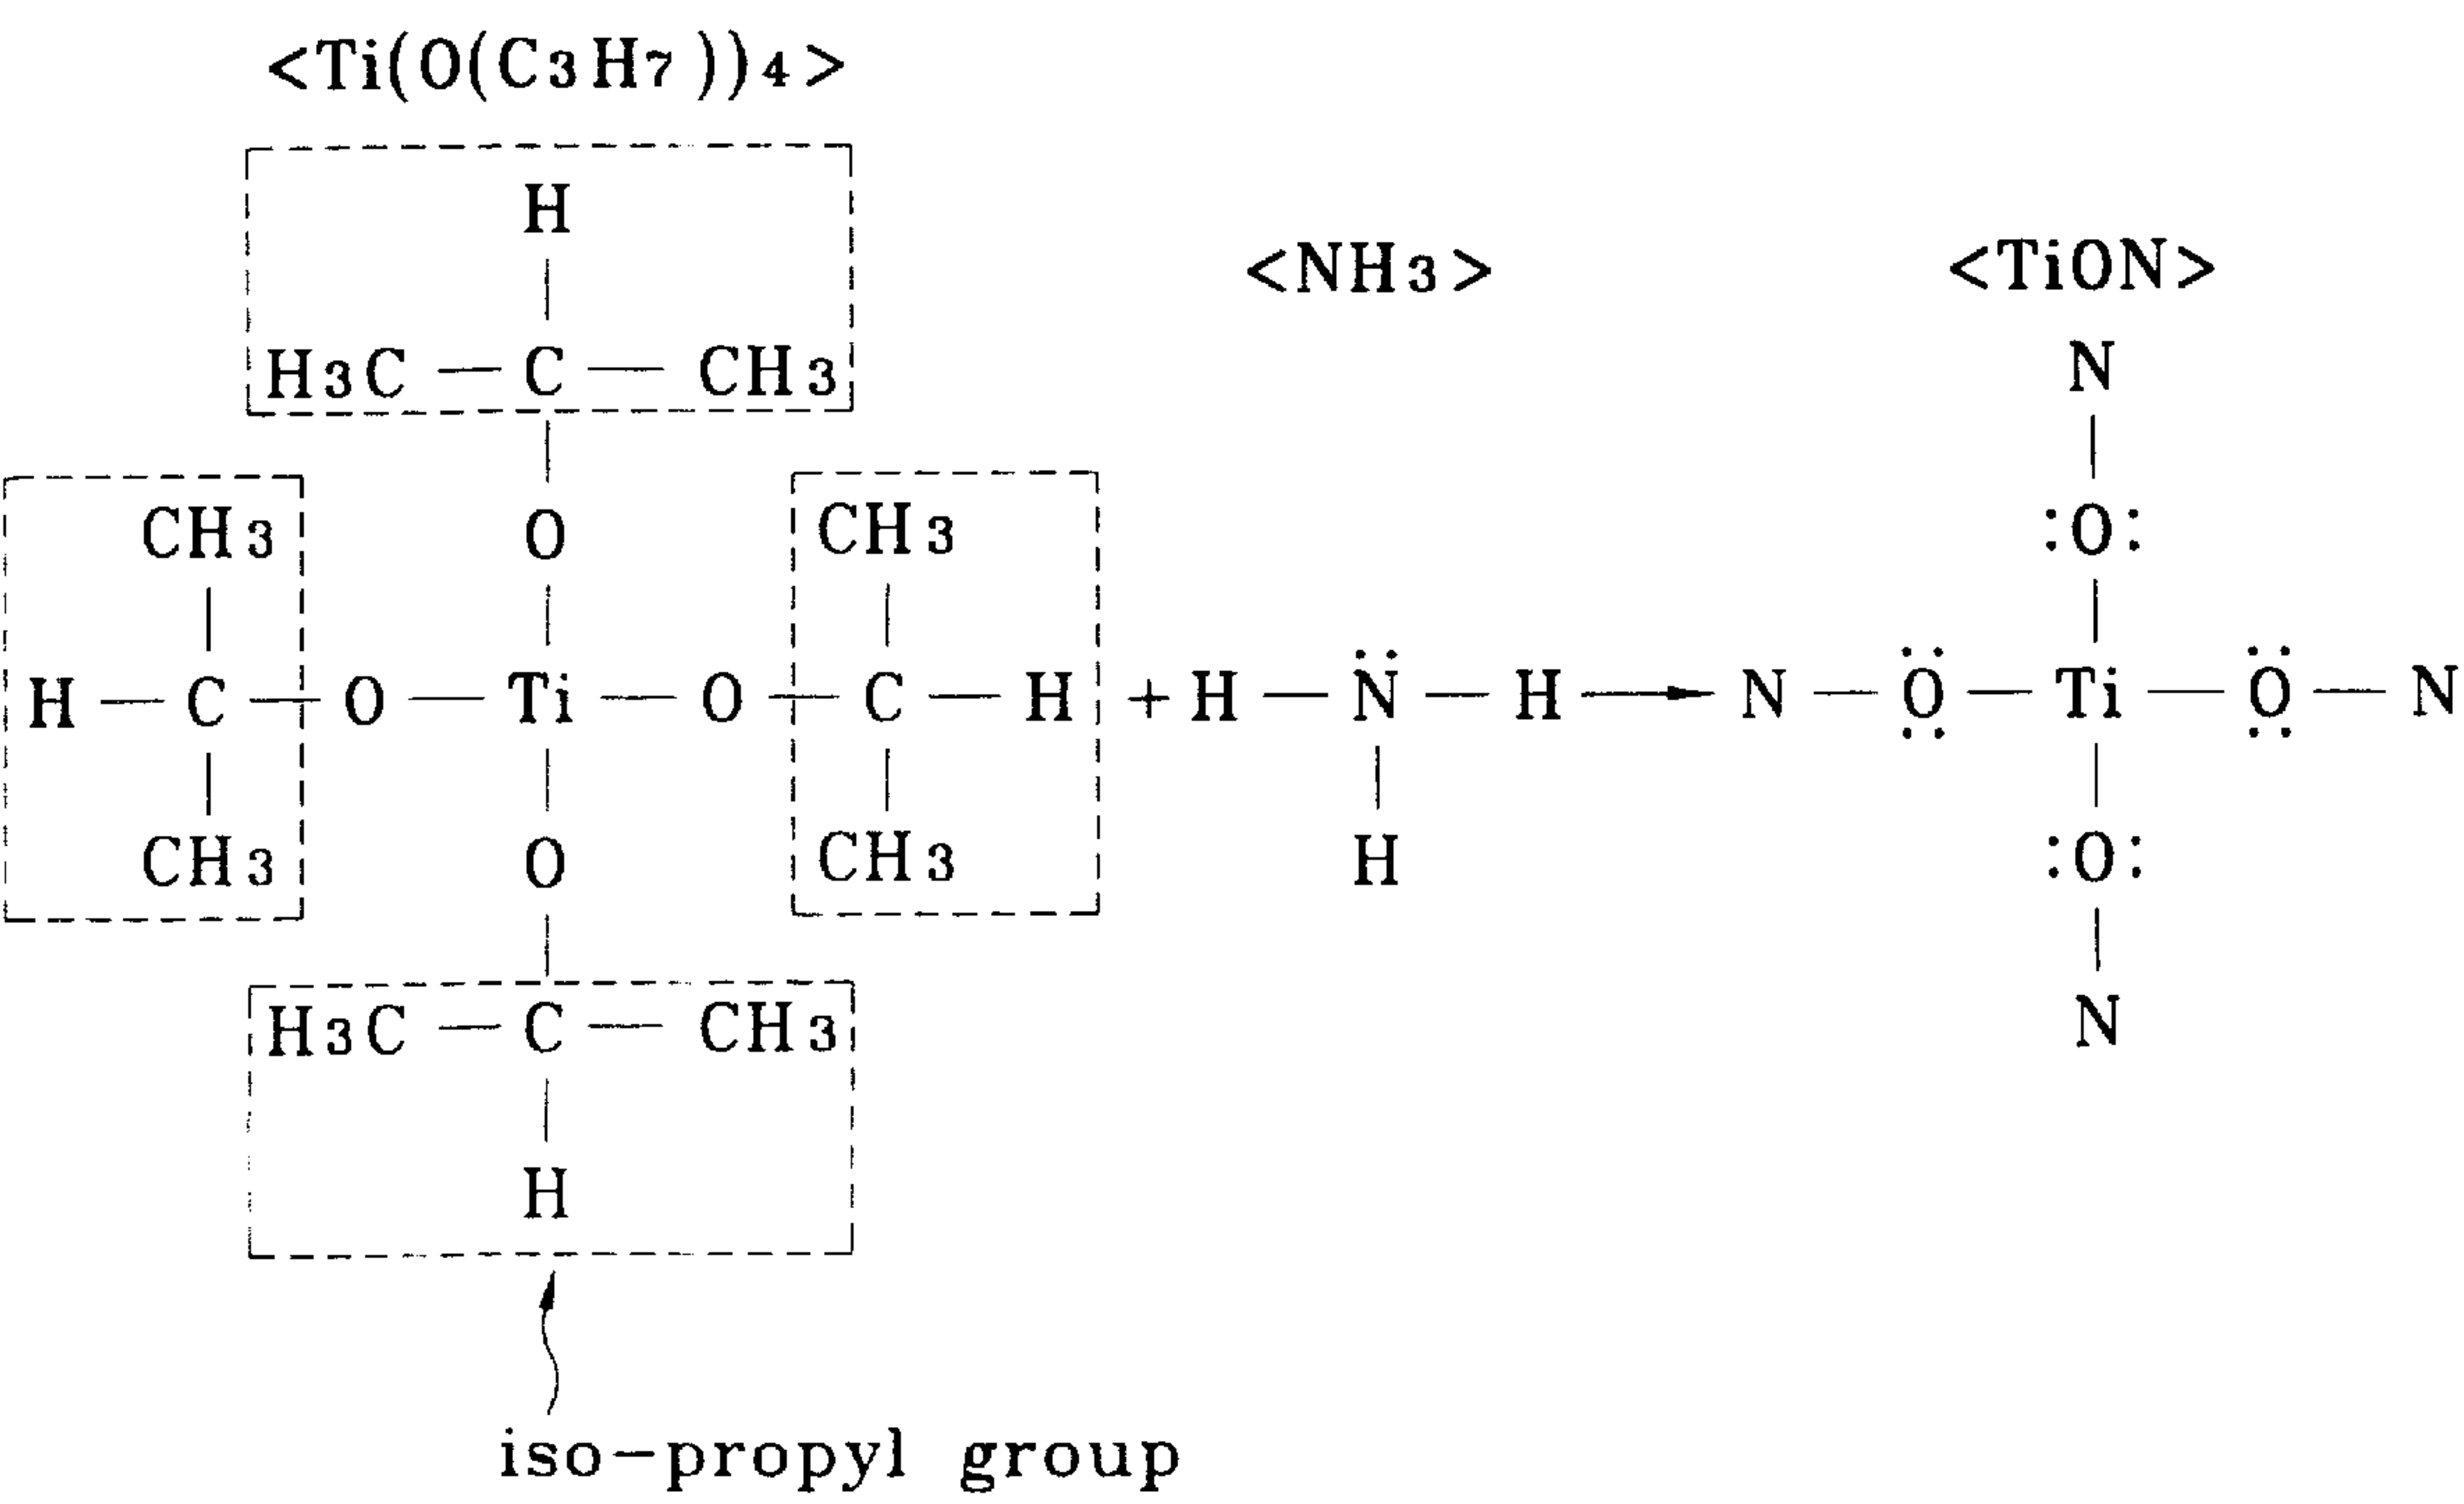 <Ti(O(C3H7))4>
H
<NH3>
<TiON>
H3C — C — CH3
N
CH3
O
CH3
:O:
H — C — O — Ti — O — C — H + H — N̈ — H → N — Ö — Ti — Ö — N
CH3
O
CH3
H
:O:
H3C — C — CH3
N
H
iso-propyl group